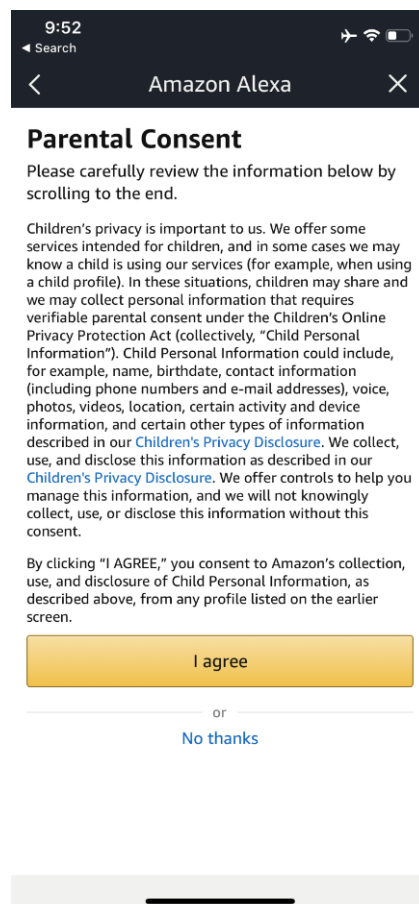 9:52
◀ Search
Amazon Alexa
Parental Consent
Please carefully review the information below by
scrolling to the end.
Children’s privacy is important to us. We offer some
services intended for children, and in some cases we may
know a child is using our services (for example, when using
a child profile). In these situations, children may share and
we may collect personal information that requires
verifiable parental consent under the Children’s Online
Privacy Protection Act (collectively, “Child Personal
Information”). Child Personal Information could include,
for example, name, birthdate, contact information
(including phone numbers and e-mail addresses), voice,
photos, videos, location, certain activity and device
information, and certain other types of information
described in our Children's Privacy Disclosure. We collect,
use, and disclose this information as described in our
Children's Privacy Disclosure. We offer controls to help you
manage this information, and we will not knowingly
collect, use, or disclose this information without this
consent.
By clicking “I AGREE,” you consent to Amazon’s collection,
use, and disclosure of Child Personal Information, as
described above, from any profile listed on the earlier
screen.
I agree
or
No thanks